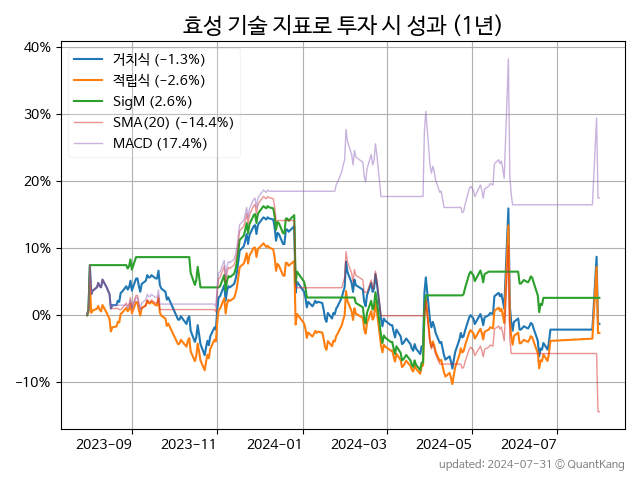 효성 기술 지표로 투자 시 성과 (1년)
거치식 (−1.3%)
적립식 (−2.6%)
SigM (2.6%)
SMA(20) (−14.4%)
MACD (17.4%)
40%
30%
20%
10%
0%
−10%
2023-09
2023-11
2024-01
2024-03
2024-05
2024-07
updated: 2024-07-31 ⓒ QuantKang